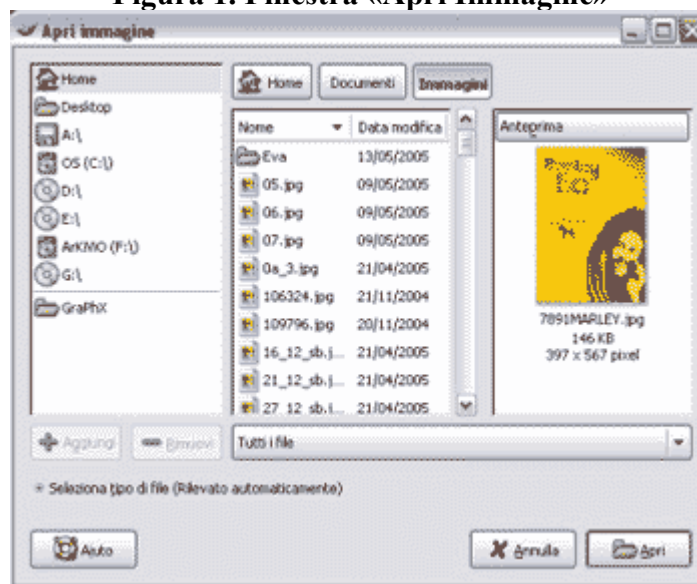 Figura 1. Finestra «Apri Immagine»
Apri immagine
Home
Desktop
A:\
OS (C:\)
D:\
E:\
ArKMO (F:\)
G:\
GraPhX
Home Documenti Immagini
Nome Data modifica
Eva 13/05/2005
05.jpg 09/05/2005
06.jpg 09/05/2005
07.jpg 09/05/2005
0a_3.jpg 21/04/2005
106324.jpg 21/11/2004
109796.jpg 20/11/2004
16_12_sb.j... 21/04/2005
21_12_sb.j... 21/04/2005
27_12_sb.j... 21/04/2005
Anteprima
7891MARLEY.jpg
146 KB
397 x 567 pixel
Aggiungi Rimuovi
Tutti i file
Seleziona tipo di file (Rilevato automaticamente)
Aiuto Annulla Apri